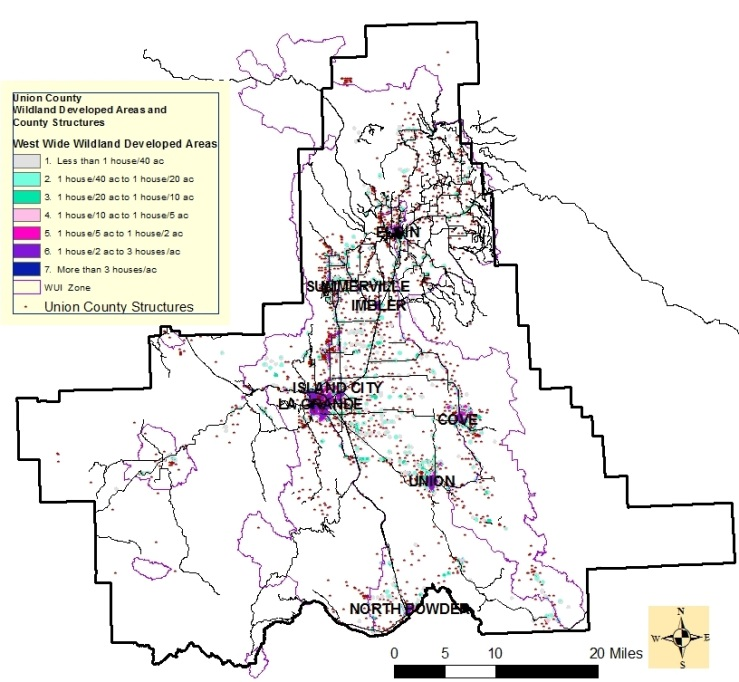 Union County
Wildland Developed Areas and
County Structures
West Wide Wildland Developed Areas
1. Less than 1 house/40 ac
2. 1 house/40 ac to 1 house/20 ac
3. 1 house/20 ac to 1 house/10 ac
4. 1 house/10 ac to 1 house/5 ac
5. 1 house/5 ac to 1 house/2 ac
6. 1 house/2 ac to 3 houses/ac
7. More than 3 houses/ac
WUI Zone
Union County Structures
ELGIN
SUMMERVILLE
IMBLER
ISLAND CITY
LA GRANDE
COVE
UNION
NORTH POWDER
N
W E
S
0 5 10 20 Miles